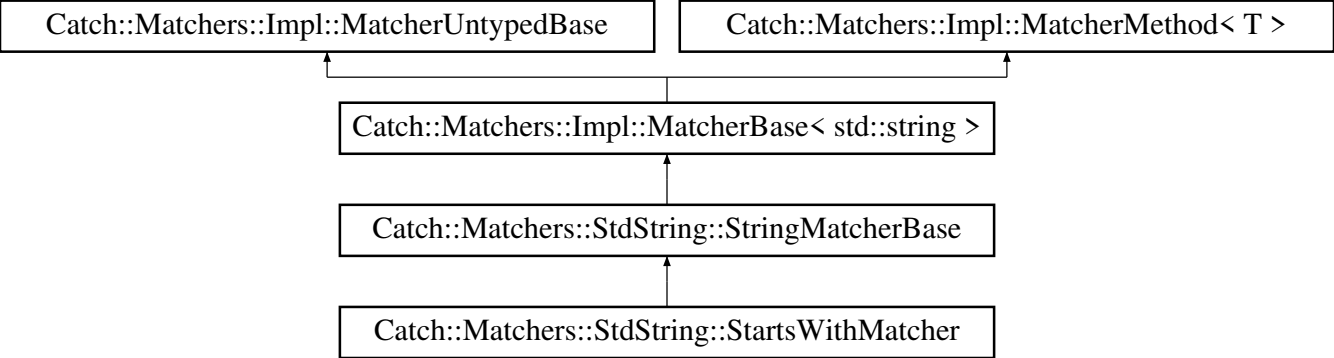 Catch::Matchers::Impl::MatcherUntypedBase
Catch::Matchers::Impl::MatcherMethod< T >
Catch::Matchers::Impl::MatcherBase< std::string >
Catch::Matchers::StdString::StringMatcherBase
Catch::Matchers::StdString::StartsWithMatcher